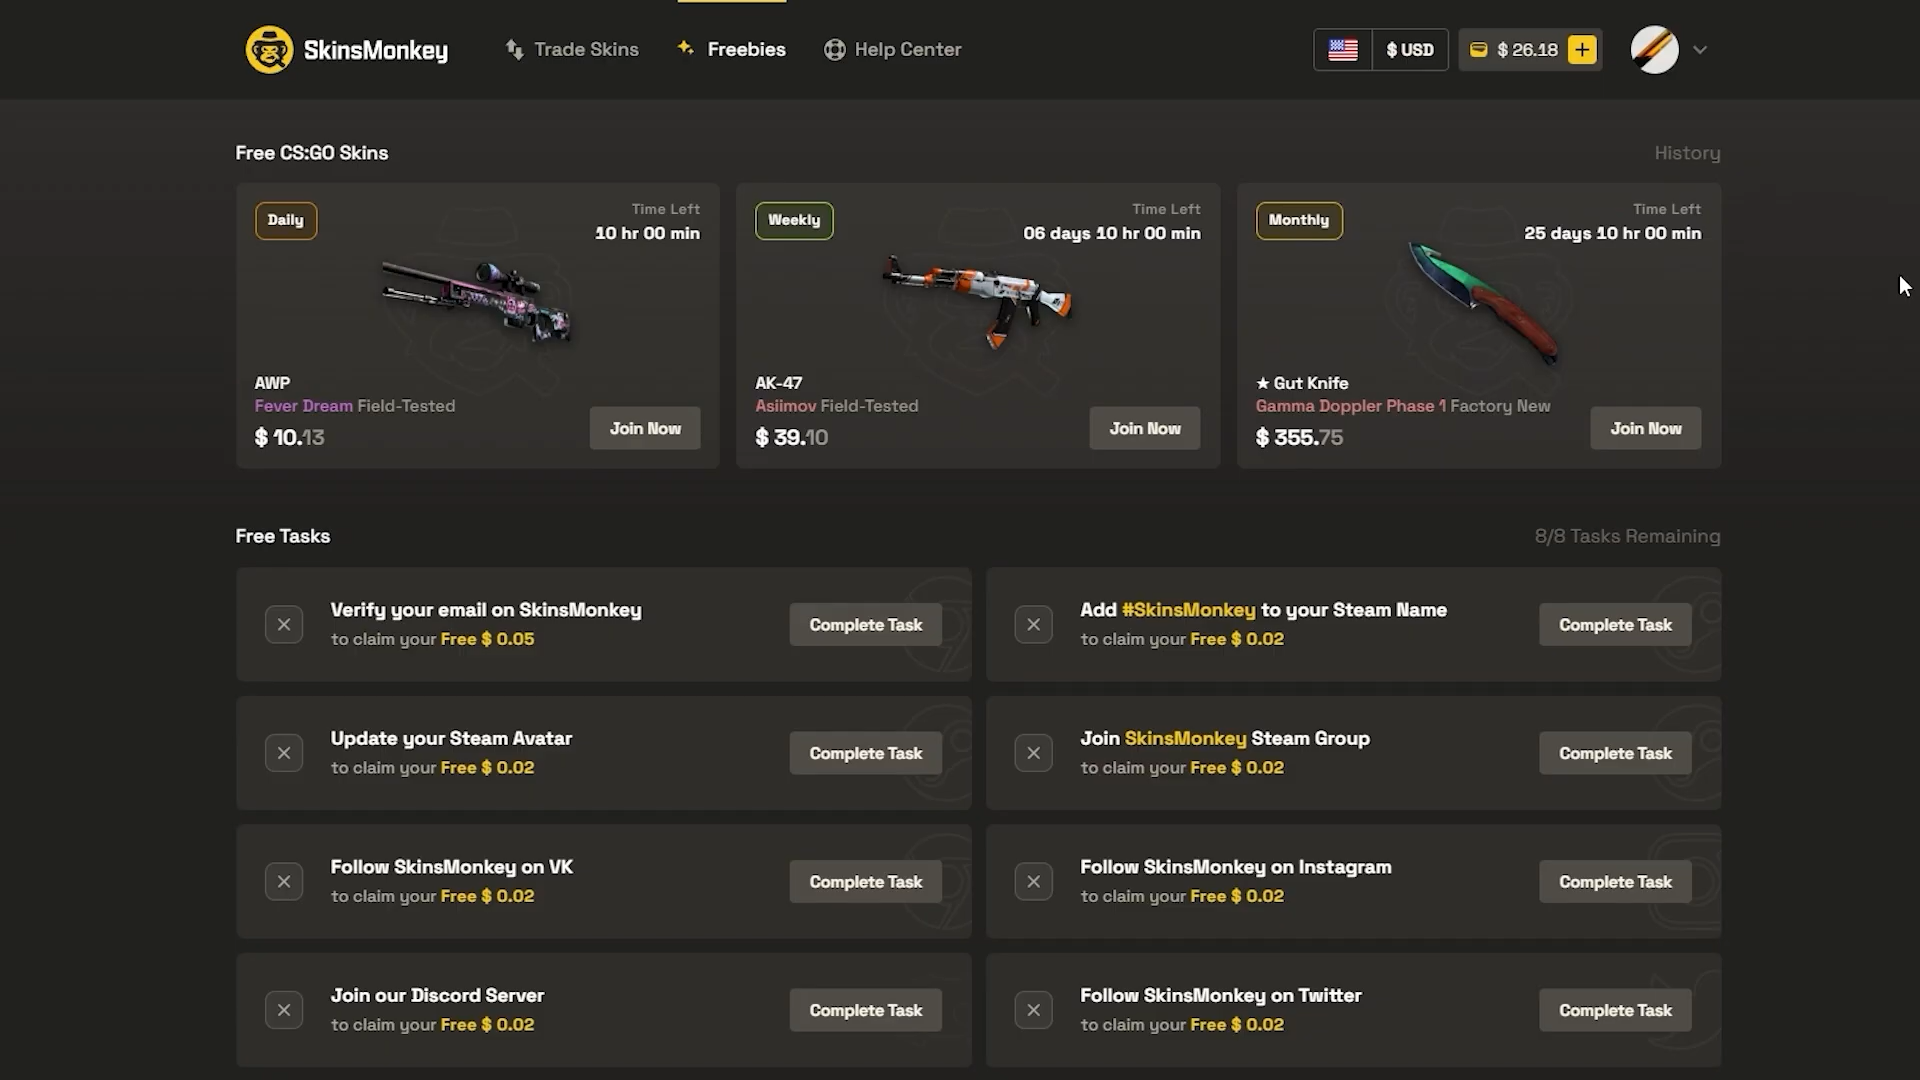 SkinsMonkey
Trade Skins
Freebies
Help Center
$ USD
$ 26.18
Free CS:GO Skins
History
Daily
Time Left
10 hr 00 min
AWP
Fever Dream Field-Tested
$ 10.13
Join Now
Weekly
Time Left
06 days 10 hr 00 min
AK-47
Asiimov Field-Tested
$ 39.10
Join Now
Monthly
Time Left
25 days 10 hr 00 min
★ Gut Knife
Gamma Doppler Phase 1 Factory New
$ 355.75
Join Now
Free Tasks
8/8 Tasks Remaining
Verify your email on SkinsMonkey
to claim your Free $ 0.05
Complete Task
Add #SkinsMonkey to your Steam Name
to claim your Free $ 0.02
Complete Task
Update your Steam Avatar
to claim your Free $ 0.02
Complete Task
Join SkinsMonkey Steam Group
to claim your Free $ 0.02
Complete Task
Follow SkinsMonkey on VK
to claim your Free $ 0.02
Complete Task
Follow SkinsMonkey on Instagram
to claim your Free $ 0.02
Complete Task
Join our Discord Server
to claim your Free $ 0.02
Complete Task
Follow SkinsMonkey on Twitter
to claim your Free $ 0.02
Complete Task